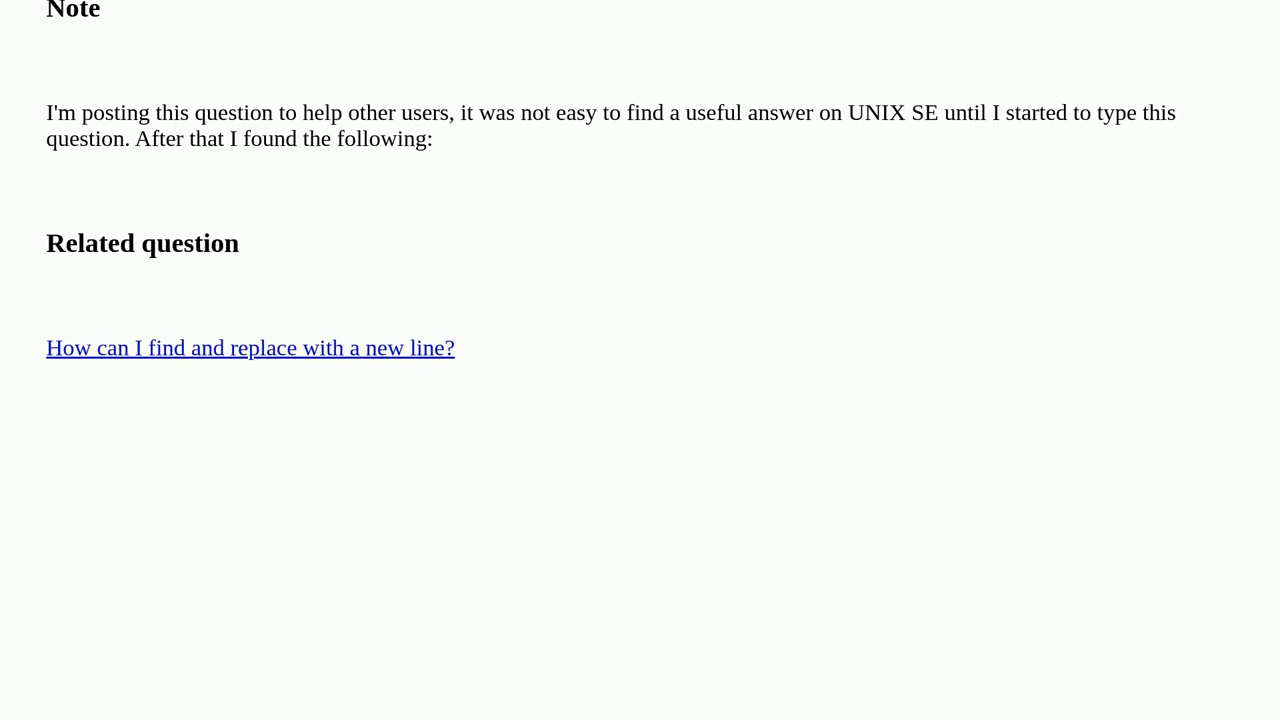 Note
I'm posting this question to help other users, it was not easy to find a useful answer on UNIX SE until I started to type this
question. After that I found the following:
Related question
How can I find and replace with a new line?